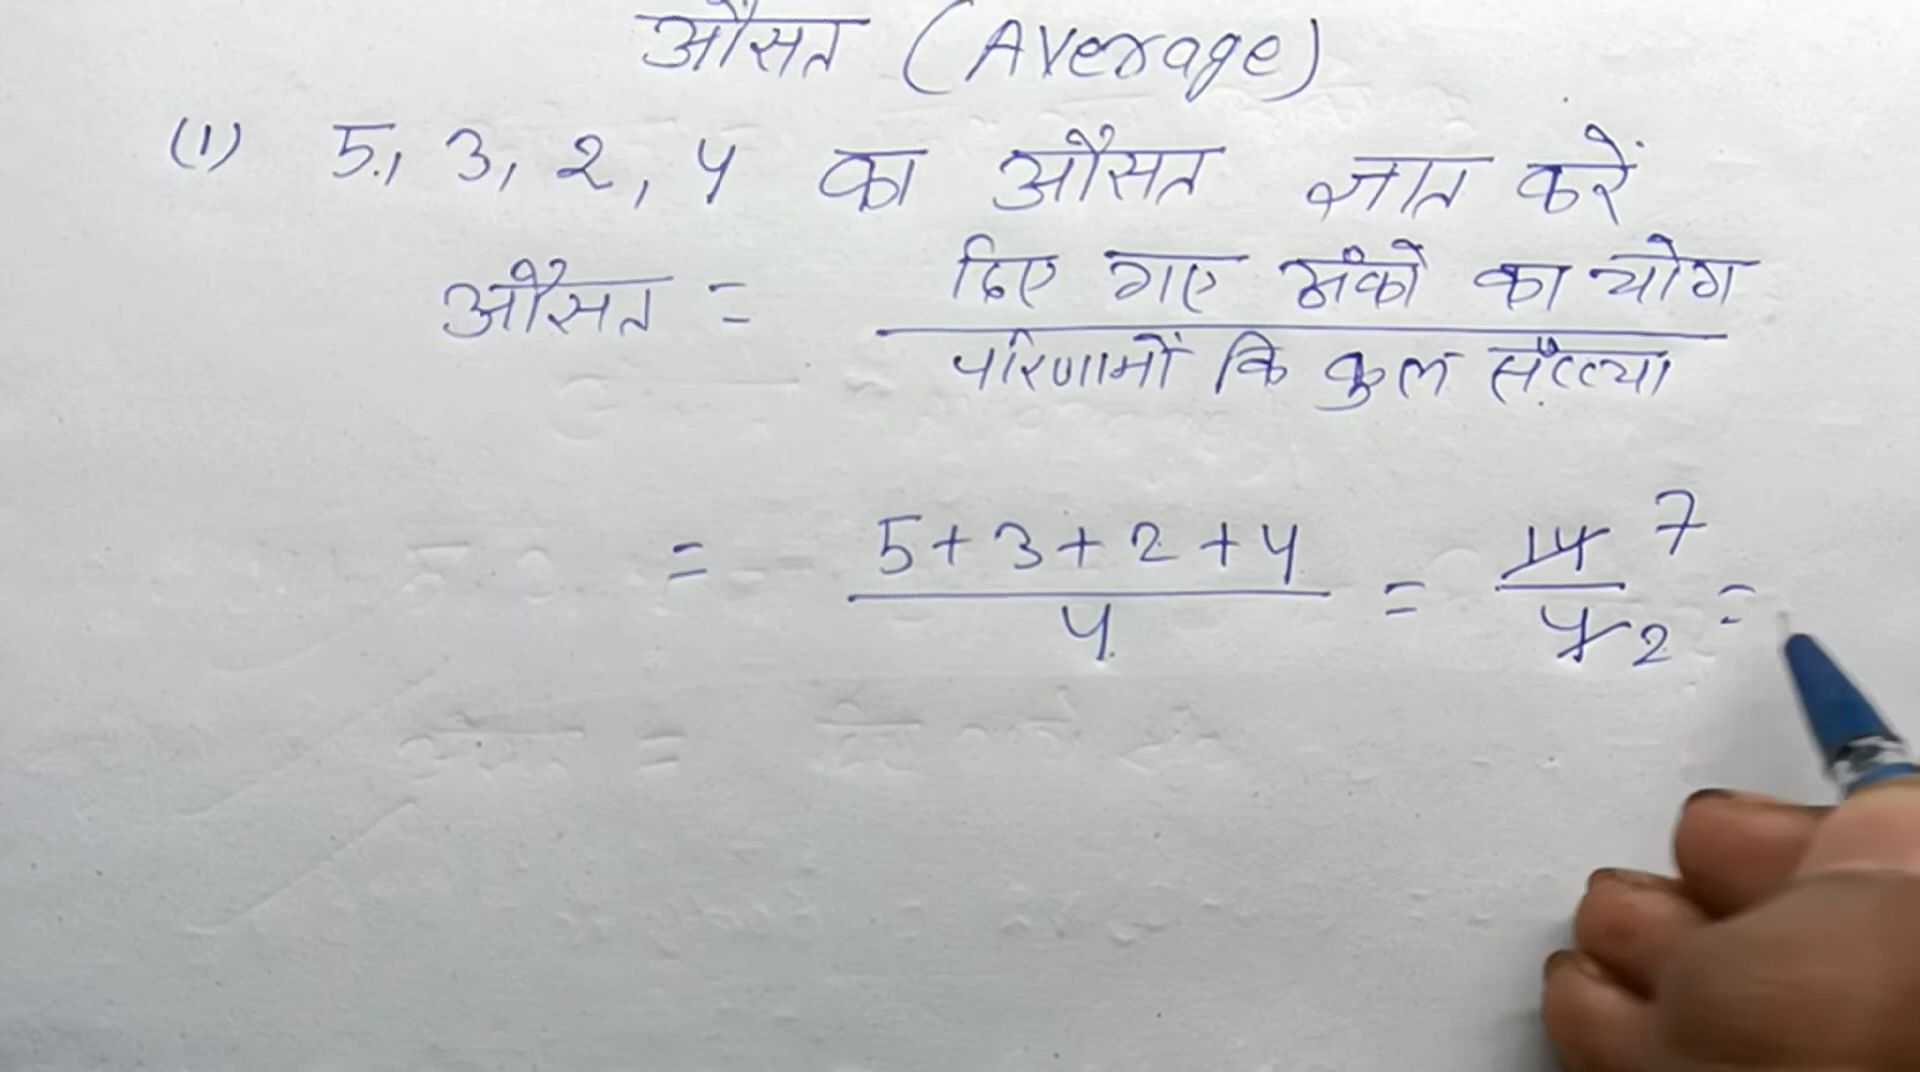 औसत (Average)
(1) 5, 3, 2, 4 का औसत ज्ञात करें
औसत = दिए गए अंकों का योग
परिणामों कि कुल संख्या
= 5+3+2+4 = 14 7 =
4 4 2